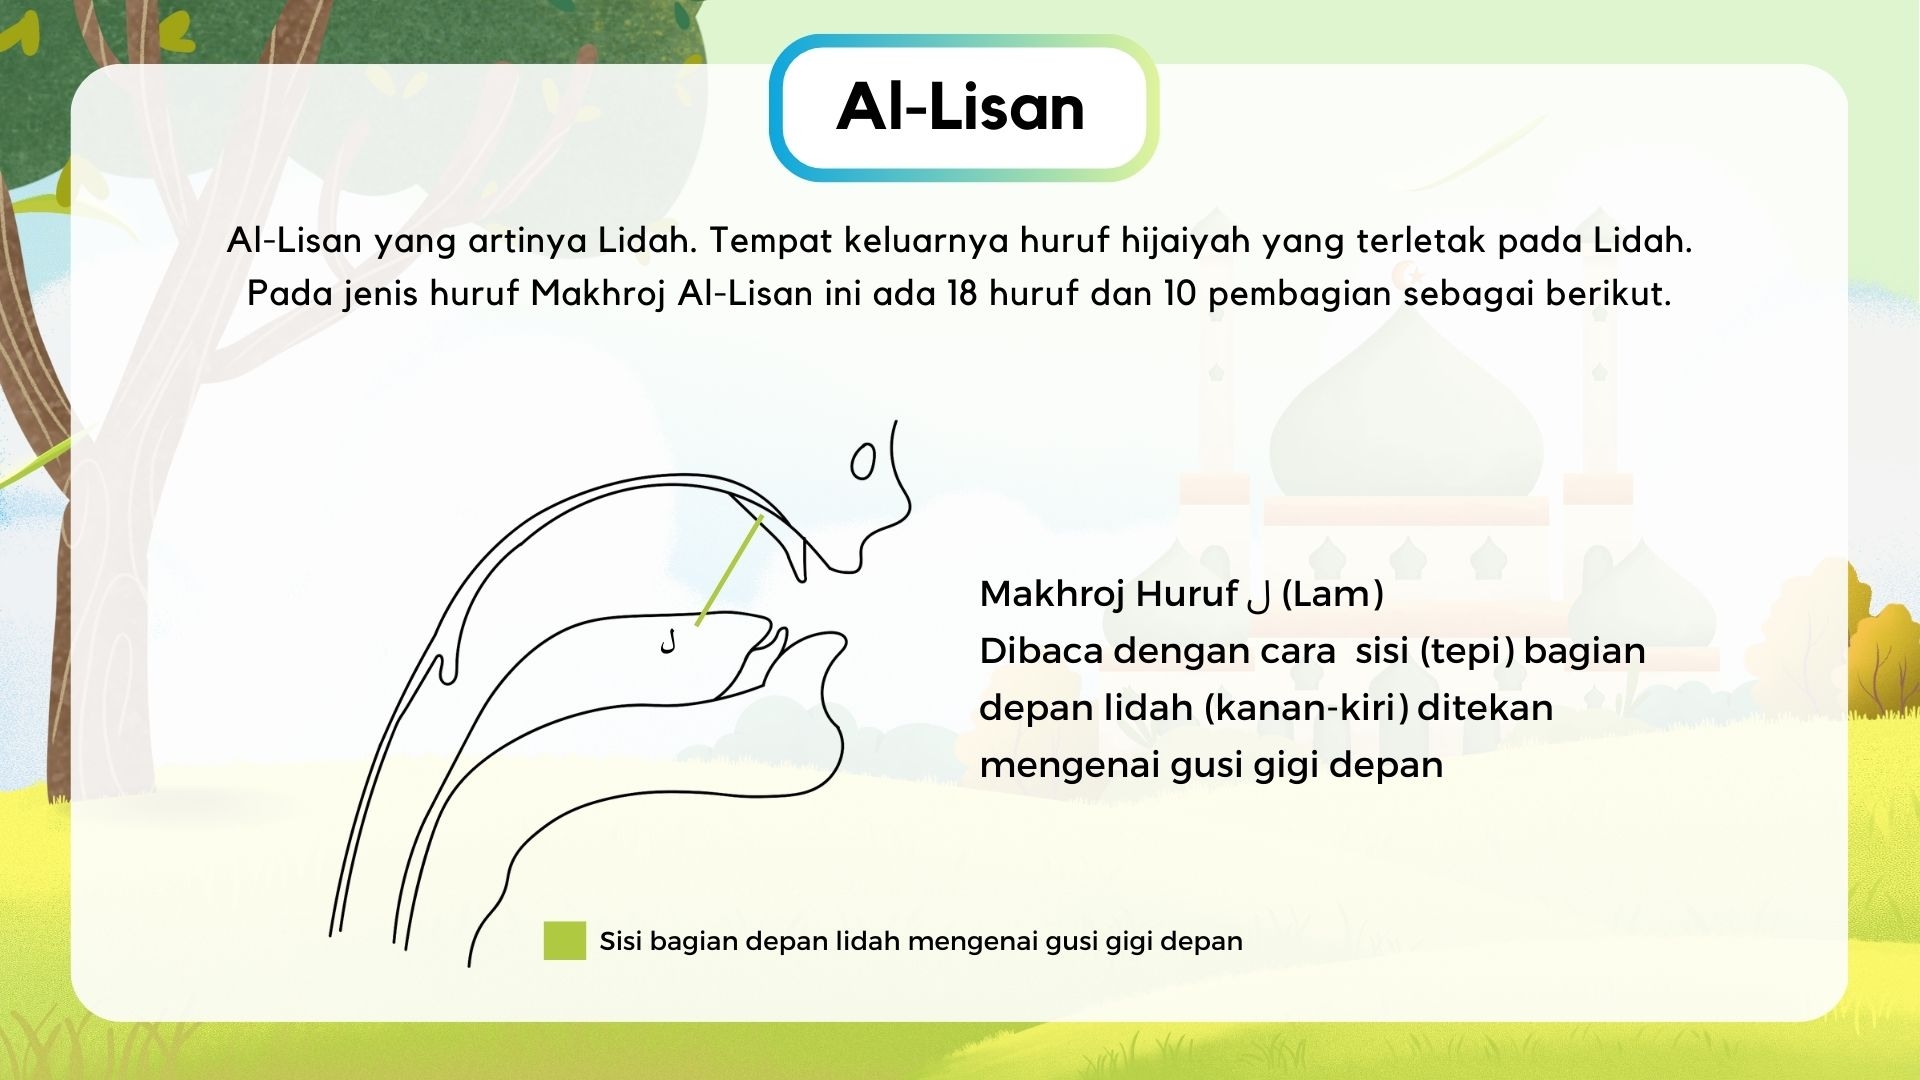 Al-Lisan
Al-Lisan yang artinya Lidah. Tempat keluarnya huruf hijaiyah yang terletak pada Lidah.
Pada jenis huruf Makhroj Al-Lisan ini ada 18 huruf dan 10 pembagian sebagai berikut.
ل
Makhroj Huruf ل (Lam)
Dibaca dengan cara  sisi (tepi) bagian
depan lidah (kanan-kiri) ditekan
mengenai gusi gigi depan
Sisi bagian depan lidah mengenai gusi gigi depan